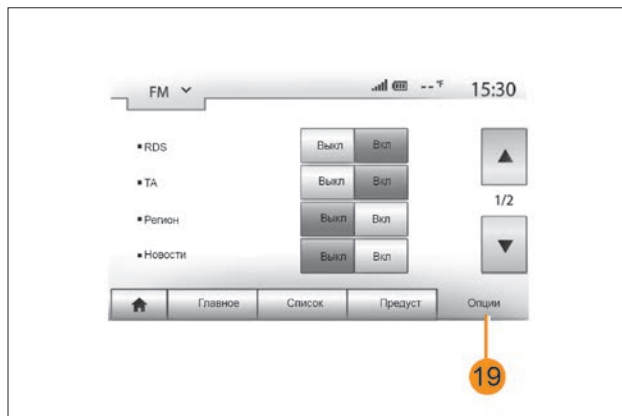 FM --°F 15:30
▪ RDS Выкл Вкл
▪ TA Выкл Вкл
1/2
▪ Регион Выкл Вкл
▪ Новости Выкл Вкл
Главное Список Предуст Опции
19